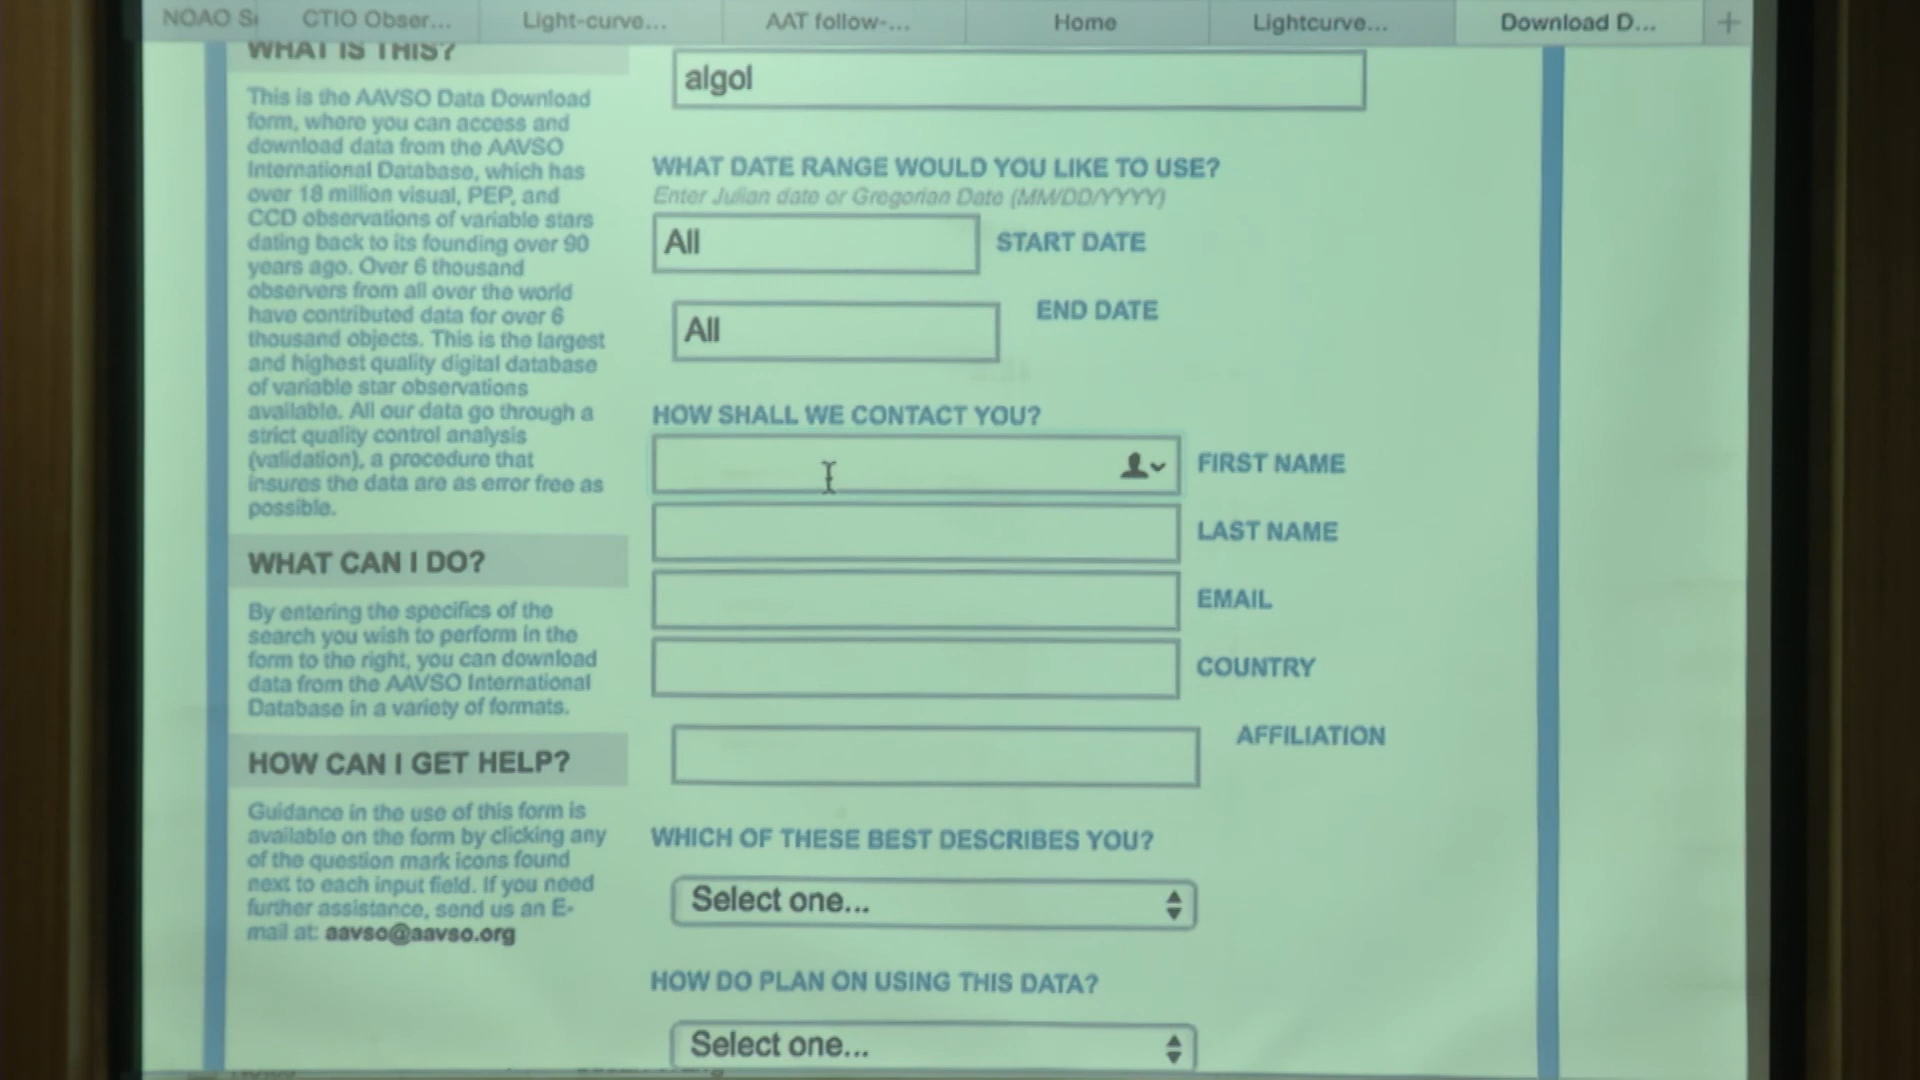 NOAO S
CTIO Obser...
Light-curve...
AAT follow-...
Home
Lightcurve...
Download D...
+
WHAT IS THIS?
This is the AAVSO Data Download
form, where you can access and
download data from the AAVSO
International Database, which has
over 18 million visual, PEP, and
CCD observations of variable stars
dating back to its founding over 90
years ago. Over 6 thousand
observers from all over the world
have contributed data for over 6
thousand objects. This is the largest
and highest quality digital database
of variable star observations
available. All our data go through a
strict quality control analysis
(validation), a procedure that
insures the data are as error free as
possible.
WHAT CAN I DO?
By entering the specifics of the
search you wish to perform in the
form to the right, you can download
data from the AAVSO International
Database in a variety of formats.
HOW CAN I GET HELP?
Guidance in the use of this form is
available on the form by clicking any
of the question mark icons found
next to each input field. If you need
further assistance, send us an E-
mail at: aavso@aavso.org
algol
WHAT DATE RANGE WOULD YOU LIKE TO USE?
Enter Julian date or Gregorian Date (MM/DD/YYYY)
All START DATE
All END DATE
HOW SHALL WE CONTACT YOU?
FIRST NAME
LAST NAME
EMAIL
COUNTRY
AFFILIATION
WHICH OF THESE BEST DESCRIBES YOU?
Select one...
HOW DO PLAN ON USING THIS DATA?
Select one...